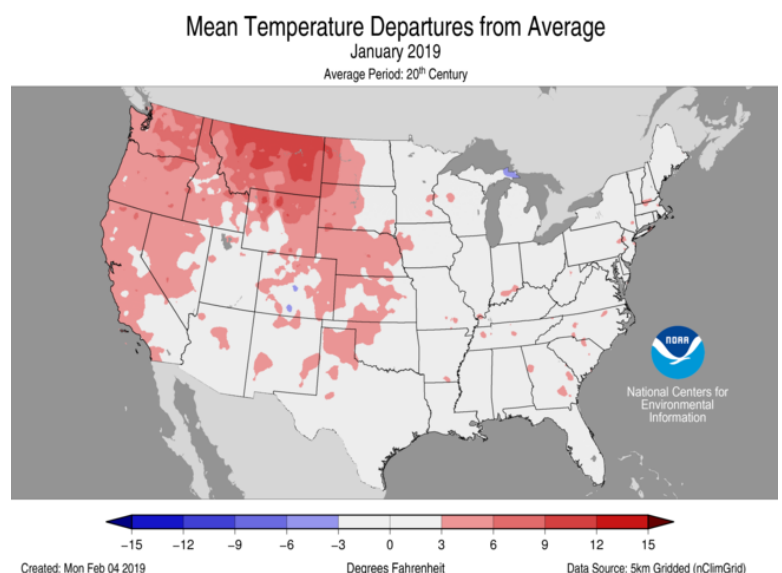 Mean Temperature Departures from Average
January 2019
Average Period: 20th Century
NOAA
National Centers for
Environmental
Information
-15 -12 -9 -6 -3 0 3 6 9 12 15
Created: Mon Feb 04 2019 Degrees Fahrenheit Data Source: 5km Gridded (nClimGrid)